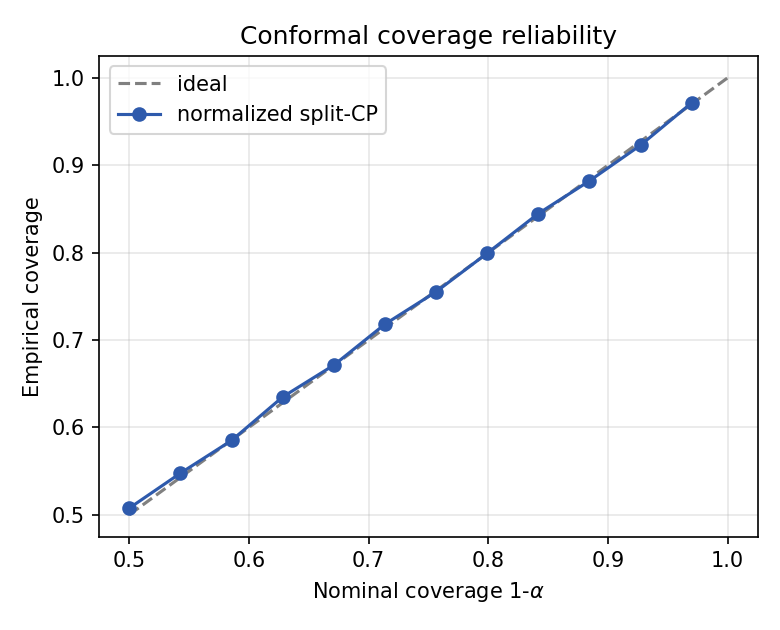 Conformal coverage reliability
ideal
normalized split-CP
Empirical coverage
1.0
0.9
0.8
0.7
0.6
0.5
0.5 0.6 0.7 0.8 0.9 1.0
Nominal coverage 1-α